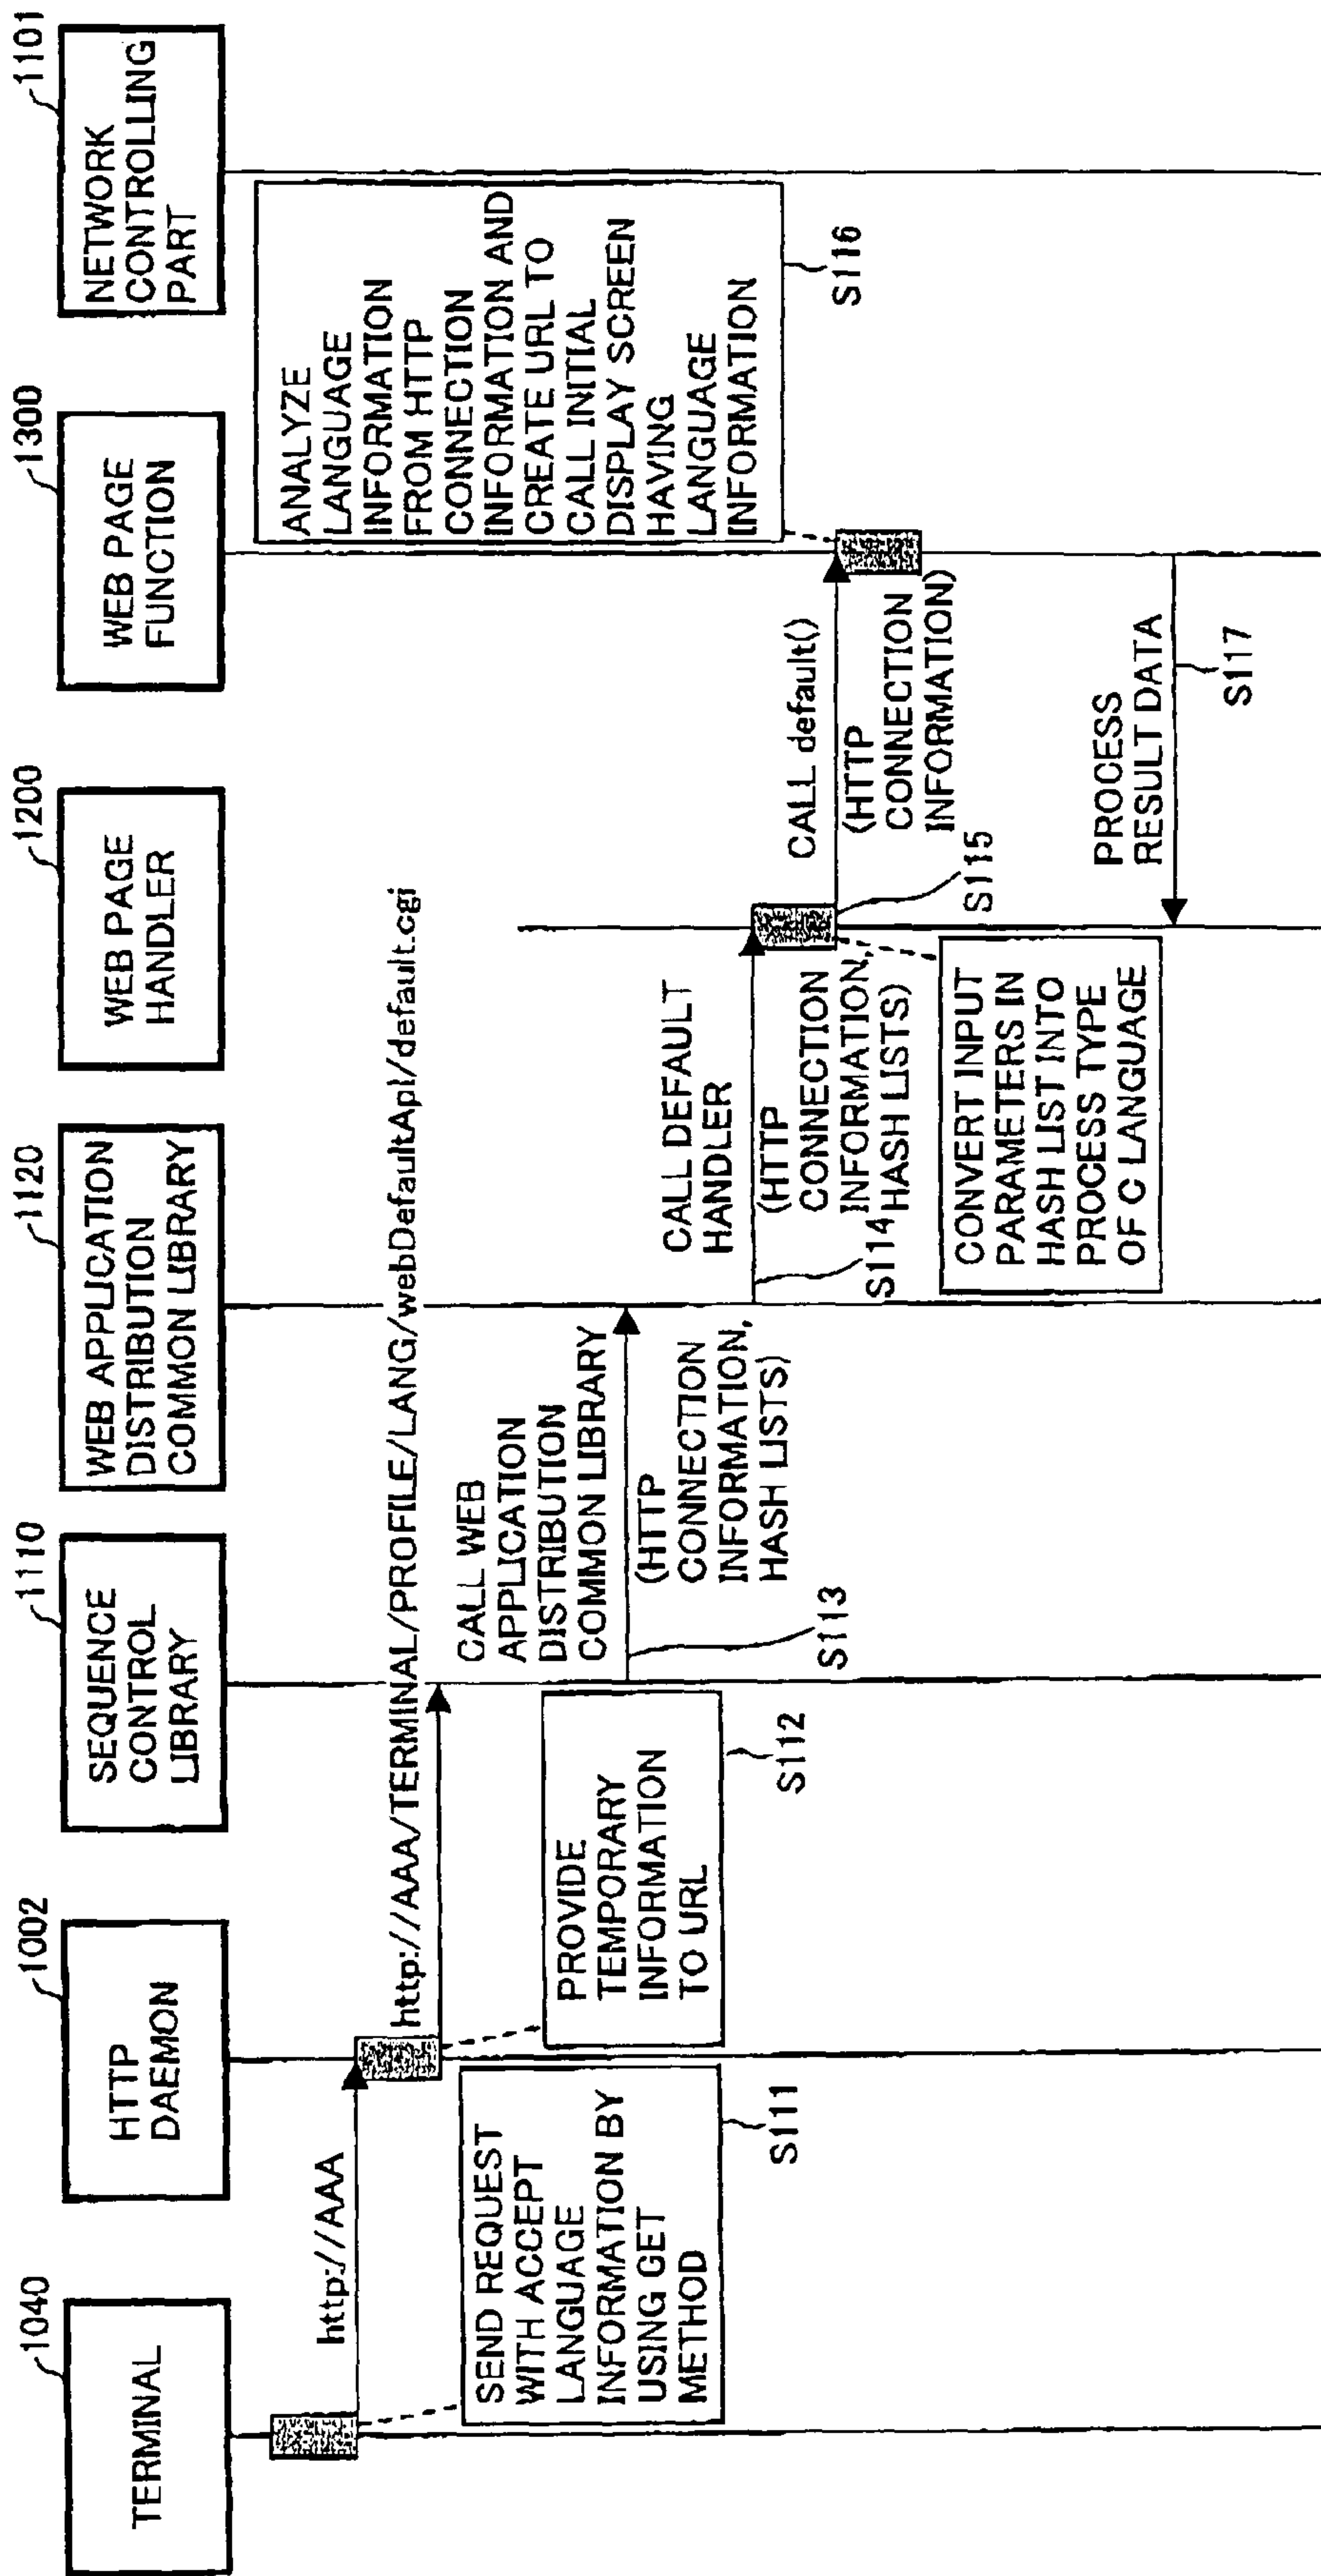 TERMINAL
1040
HTTP
DAEMON
1002
SEQUENCE
CONTROL
LIBRARY
1110
WEB APPLICATION
DISTRIBUTION
COMMON LIBRARY
1120
WEB PAGE
HANDLER
1200
WEB PAGE
FUNCTION
1300
NETWORK
CONTROLLING
PART
1101
http://AAA
SEND REQUEST
WITH ACCEPT
LANGUAGE
INFORMATION BY
USING GET
METHOD
S111
http://AAA/TERMINAL/PROFILE/LANG/webDefaultApl/default.cgi
PROVIDE
TEMPORARY
INFORMATION
TO URL
S112
CALL WEB
APPLICATION
DISTRIBUTION
COMMON LIBRARY
(HTTP
CONNECTION
INFORMATION,
HASH LISTS)
S113
CALL DEFAULT
HANDLER
(HTTP
CONNECTION
INFORMATION,
HASH LISTS)
S114
CONVERT INPUT
PARAMETERS IN
HASH LIST INTO
PROCESS TYPE
OF C LANGUAGE
S115
CALL default()
(HTTP
CONNECTION
INFORMATION)
ANALYZE
LANGUAGE
INFORMATION
FROM HTTP
CONNECTION
INFORMATION AND
CREATE URL TO
CALL INITIAL
DISPLAY SCREEN
HAVING
LANGUAGE
INFORMATION
S116
PROCESS
RESULT DATA
S117